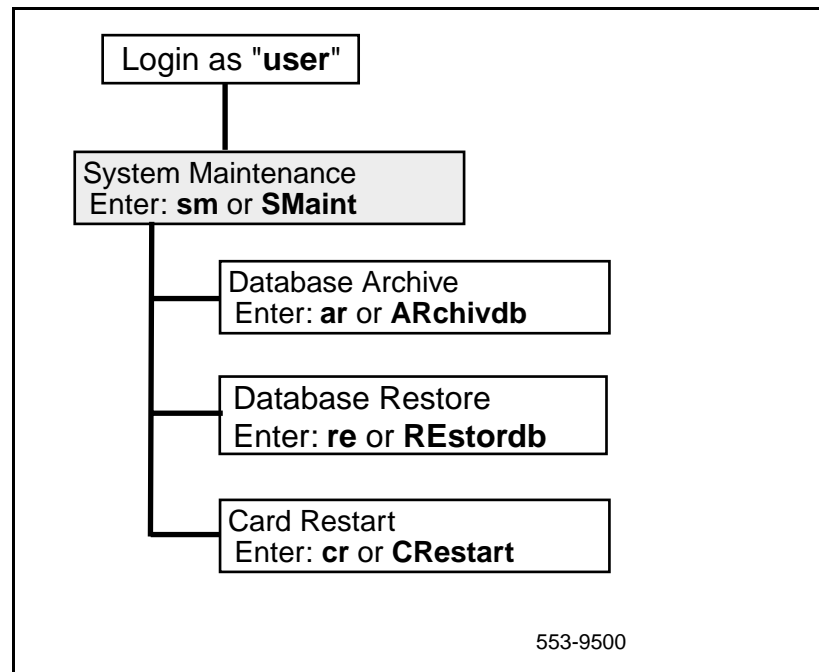 Login as "user"
System Maintenance
Enter: sm or SMaint
Database Archive
Enter: ar or ARchivdb
Database Restore
Enter: re or REstordb
Card Restart
Enter: cr or CRestart
553-9500